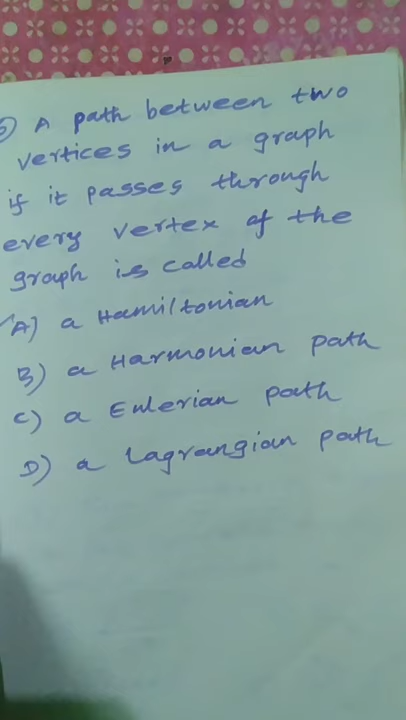 A path between two
vertices in a graph
if it passes through
every vertex of the
graph is called
A) a Hamiltonian
B) a Harmonian path
C) a Eulerian path
D) a Lagrangian path